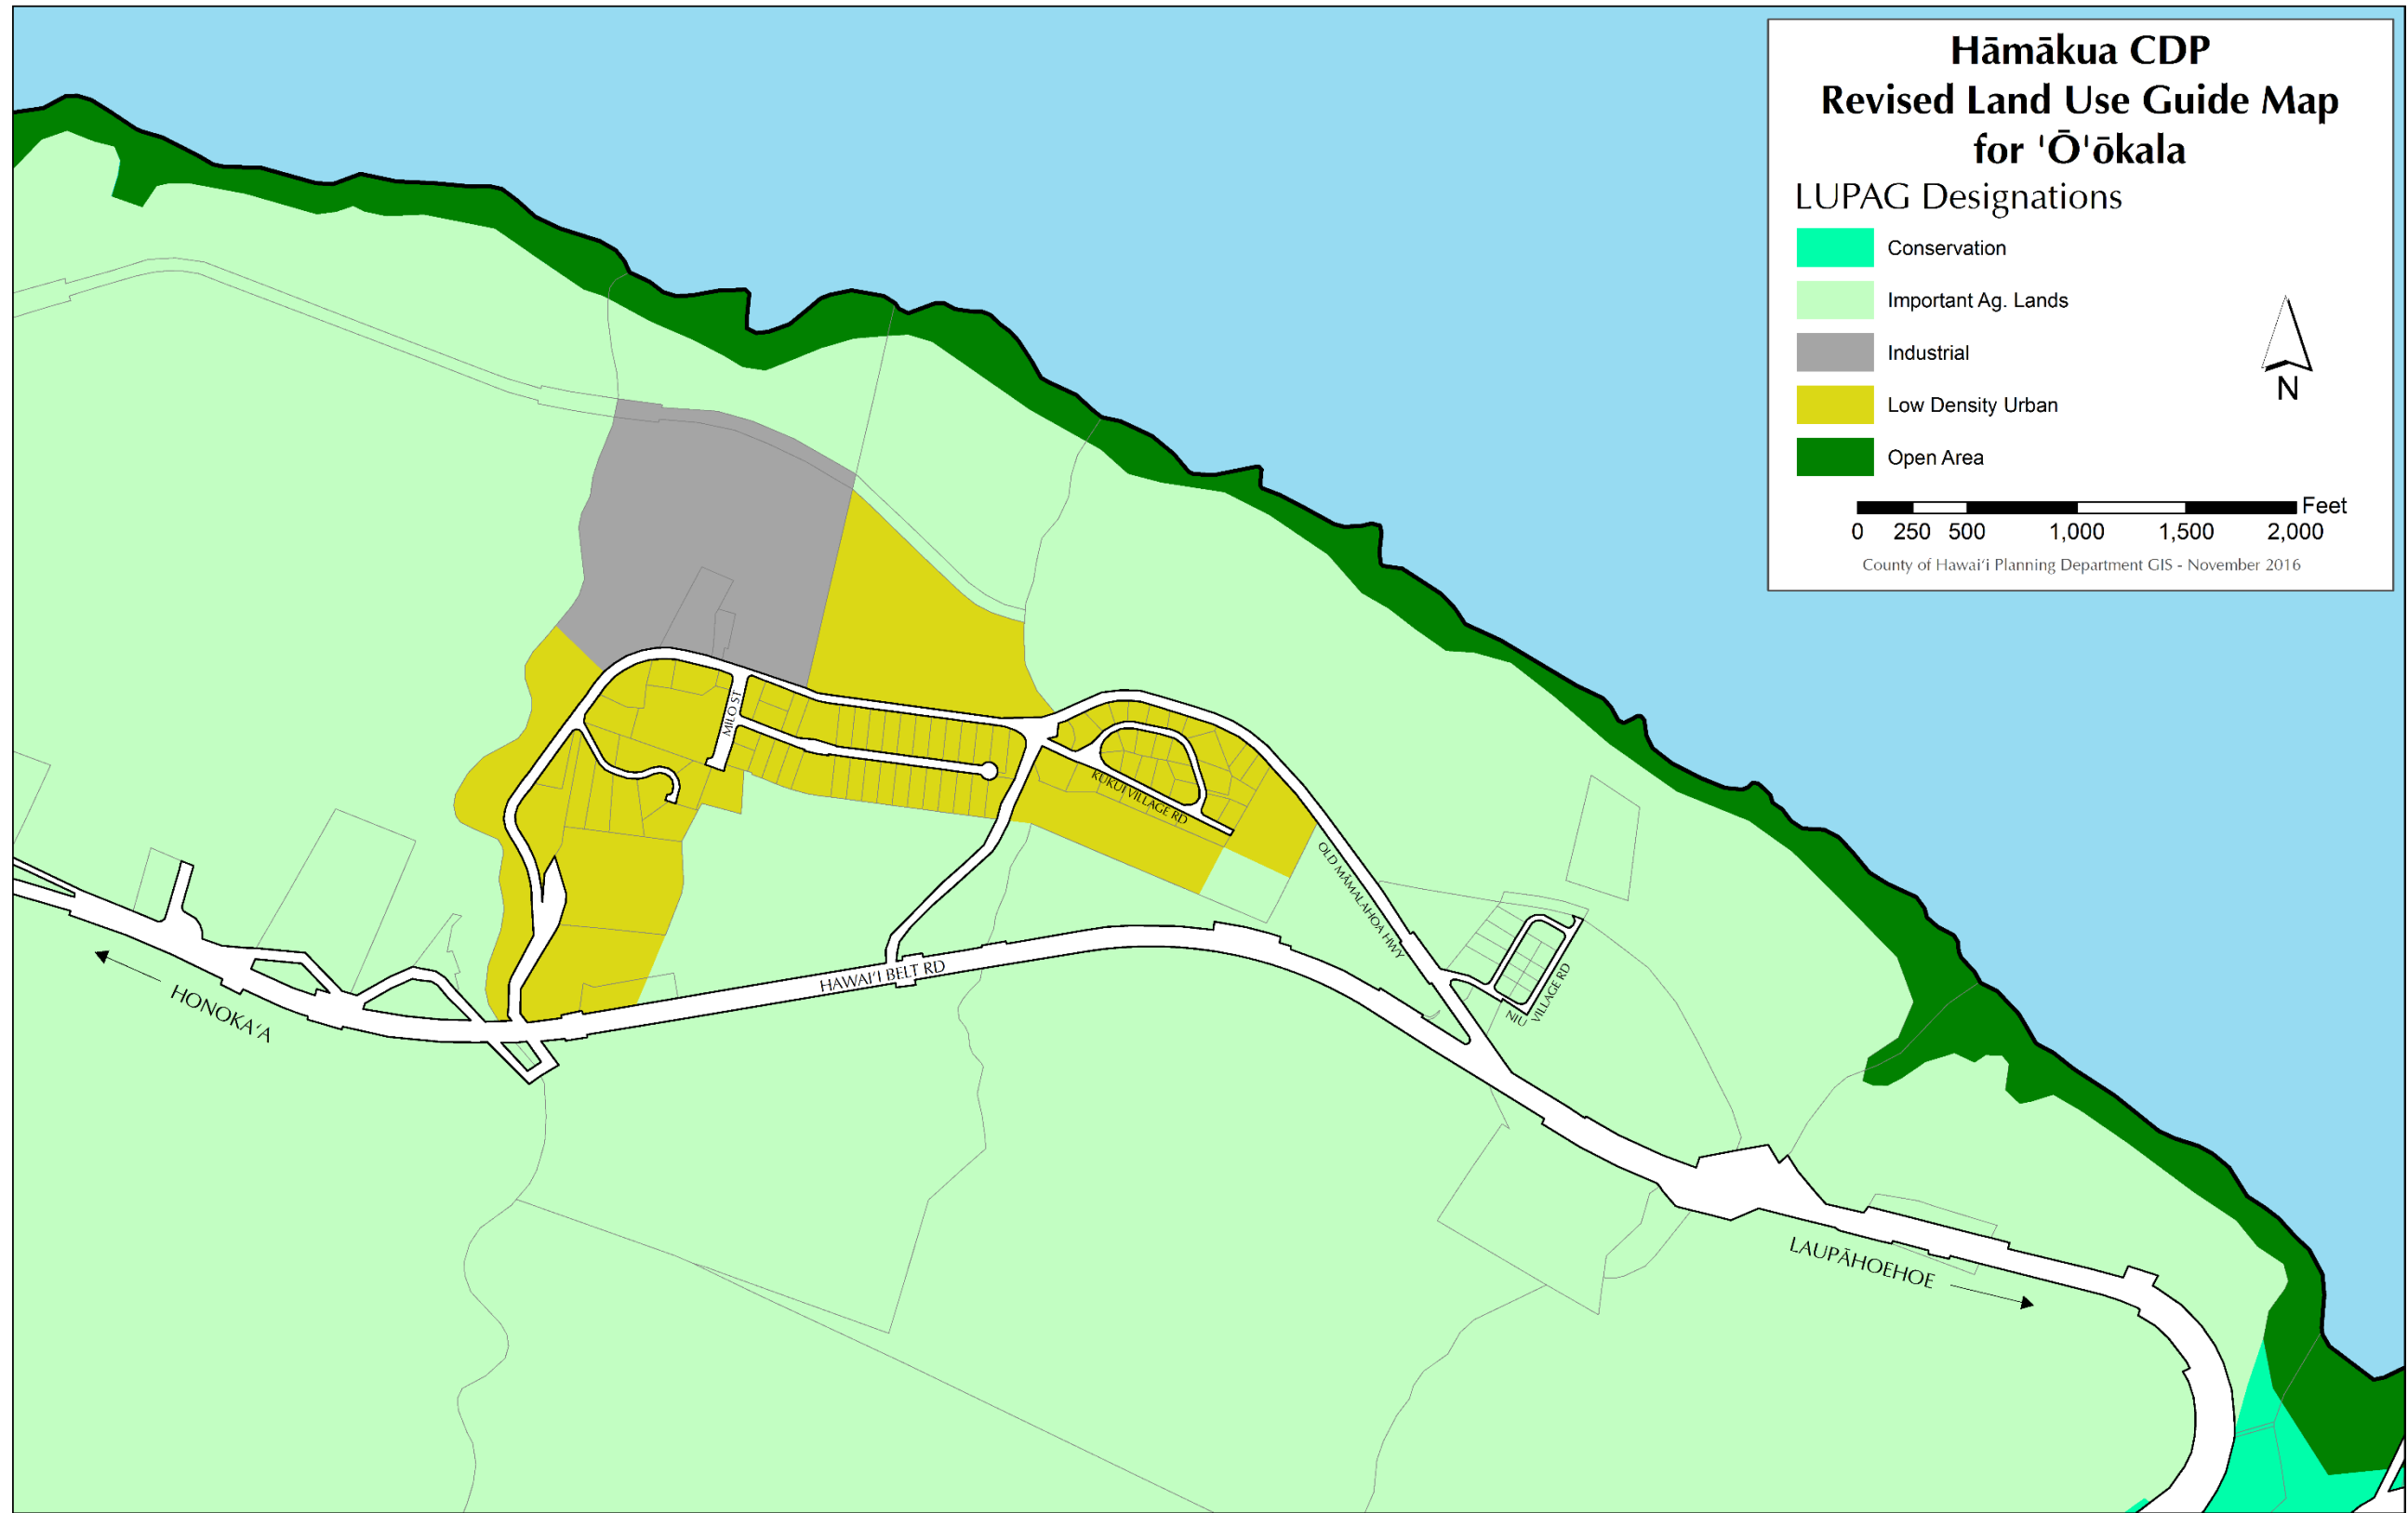 Hāmākua CDP
Revised Land Use Guide Map
for 'Ō'ōkala
LUPAG Designations
Conservation
Important Ag. Lands
Industrial
Low Density Urban
Open Area
N
Feet
0 250 500 1,000 1,500 2,000
County of Hawai‘i Planning Department GIS - November 2016
MILO ST
KUKUI VILLAGE RD
OLD MĀMALAHOA HWY
HAWAI‘I BELT RD
NIU
VILLAGE RD
HONOKA‘A
LAUPĀHOEHOE